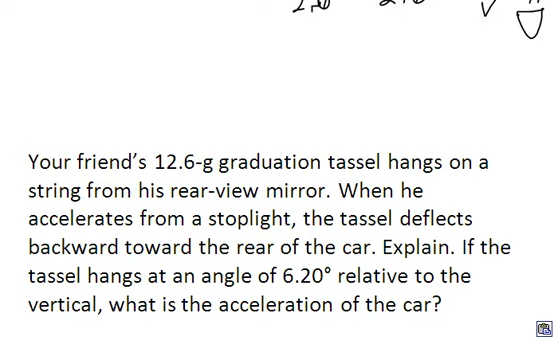 Your friend’s 12.6-g graduation tassel hangs on a
string from his rear-view mirror. When he
accelerates from a stoplight, the tassel deflects
backward toward the rear of the car. Explain. If the
tassel hangs at an angle of 6.20° relative to the
vertical, what is the acceleration of the car?